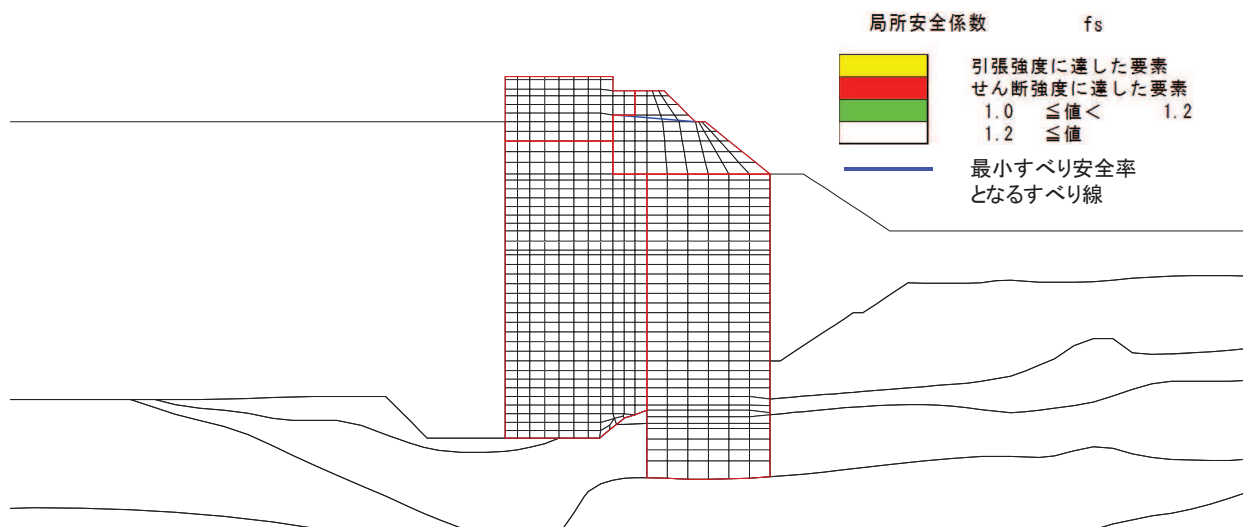 局所安全係数 fs
引張強度に達した要素
せん断強度に達した要素
1.0 ≦値< 1.2
1.2 ≦値
最小すべり安全率
となるすべり線